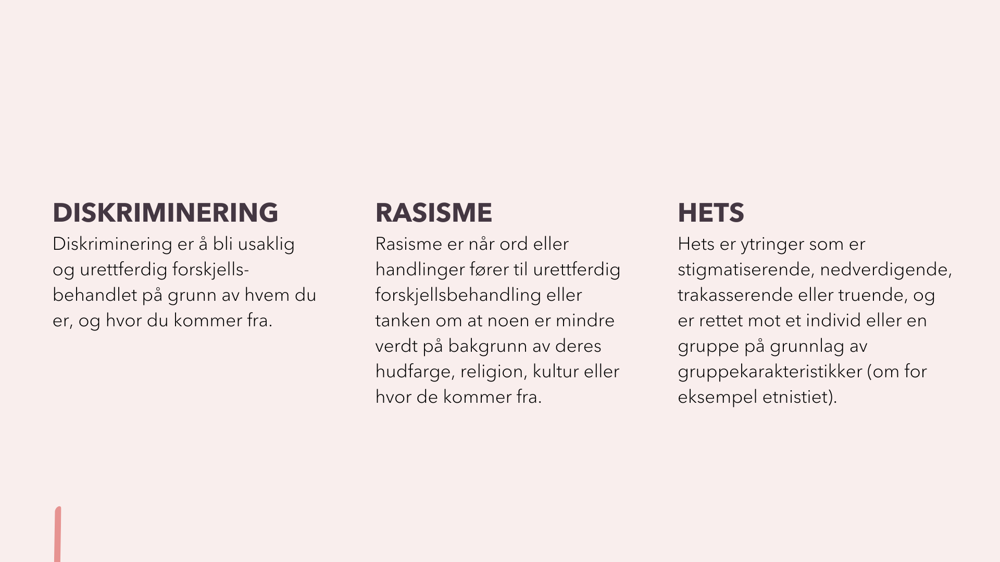 DISKRIMINERING
Diskriminering er å bli usaklig
og urettferdig forskjells-
behandlet på grunn av hvem du
er, og hvor du kommer fra.
RASISME
Rasisme er når ord eller
handlinger fører til urettferdig
forskjellsbehandling eller
tanken om at noen er mindre
verdt på bakgrunn av deres
hudfarge, religion, kultur eller
hvor de kommer fra.
HETS
Hets er ytringer som er
stigmatiserende, nedverdigende,
trakasserende eller truende, og
er rettet mot et individ eller en
gruppe på grunnlag av
gruppekarakteristikker (om for
eksempel etnistiet).